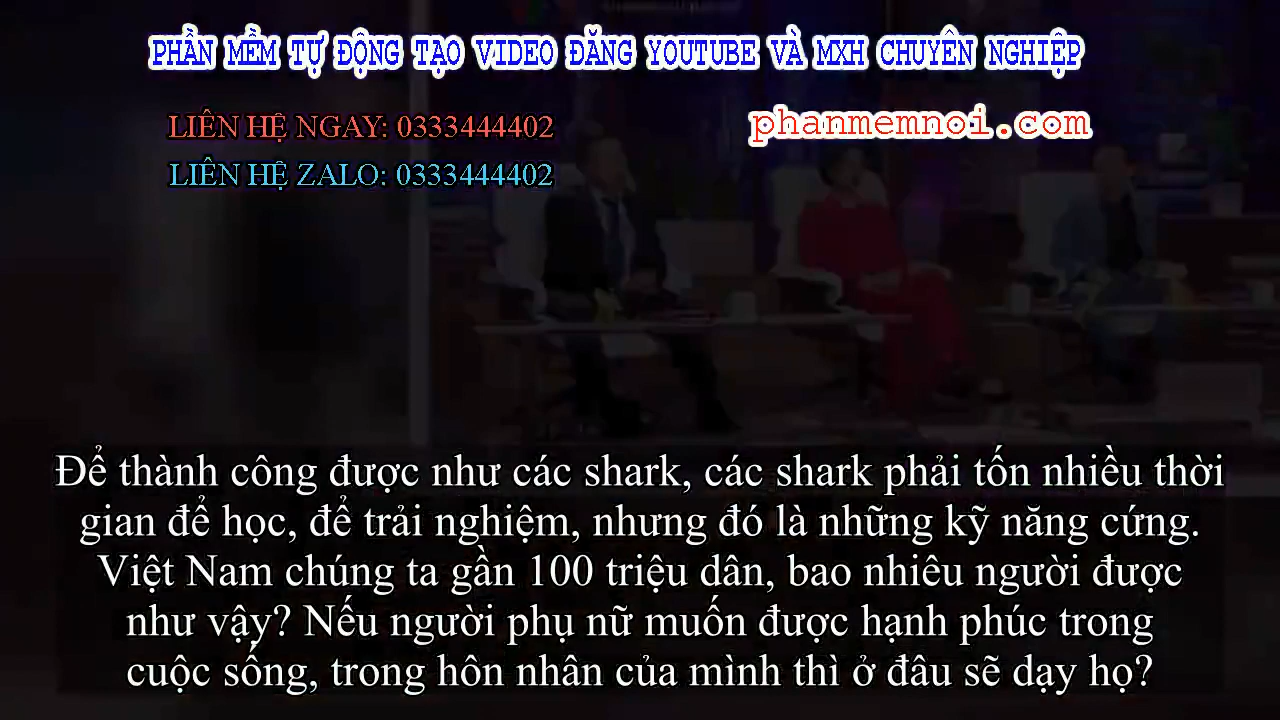 PHẦN MỀM TỰ ĐỘNG TẠO VIDEO ĐĂNG YOUTUBE VÀ MXH CHUYÊN NGHIỆP
LIÊN HỆ NGAY: 0333444402
phanmemnoi.com
LIÊN HỆ ZALO: 0333444402
Để thành công được như các shark, các shark phải tốn nhiều thời
gian để học, để trải nghiệm, nhưng đó là những kỹ năng cứng.
Việt Nam chúng ta gần 100 triệu dân, bao nhiêu người được
như vậy? Nếu người phụ nữ muốn được hạnh phúc trong
cuộc sống, trong hôn nhân của mình thì ở đâu sẽ dạy họ?